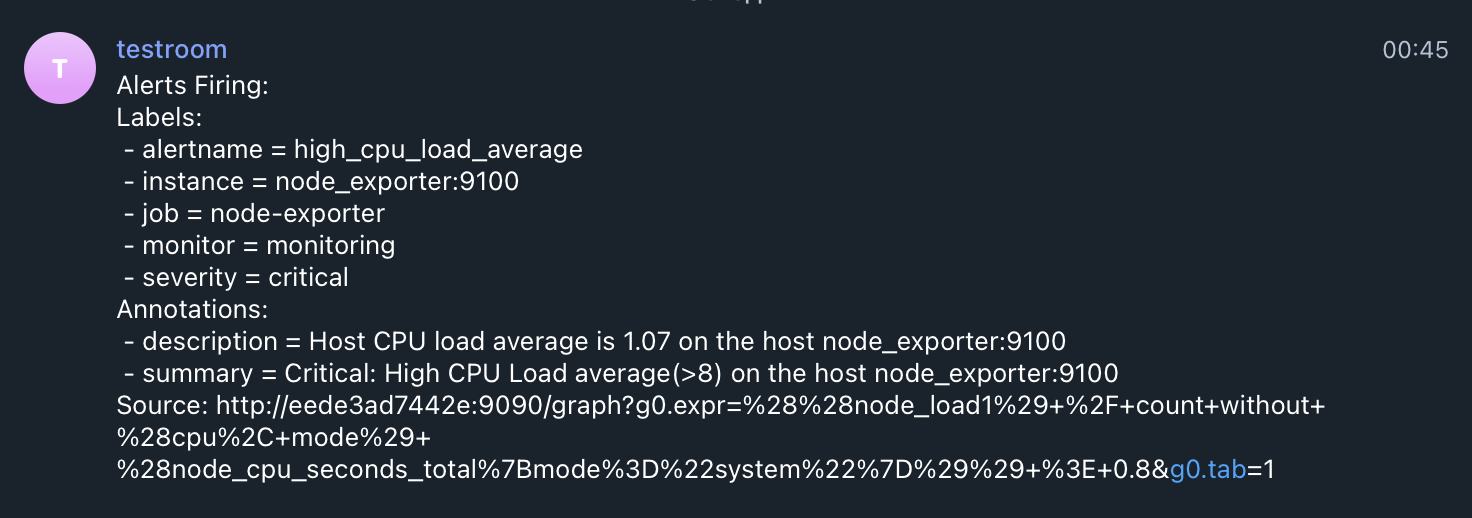 T
testroom
00:45
Alerts Firing:
Labels:
- alertname = high_cpu_load_average
- instance = node_exporter:9100
- job = node-exporter
- monitor = monitoring
- severity = critical
Annotations:
- description = Host CPU load average is 1.07 on the host node_exporter:9100
- summary = Critical: High CPU Load average(>8) on the host node_exporter:9100
Source: http://eede3ad7442e:9090/graph?g0.expr=%28%28node_load1%29+%2F+count+without+
%28cpu%2C+mode%29+
%28node_cpu_seconds_total%7Bmode%3D%22system%22%7D%29%29+%3E+0.8&g0.tab=1